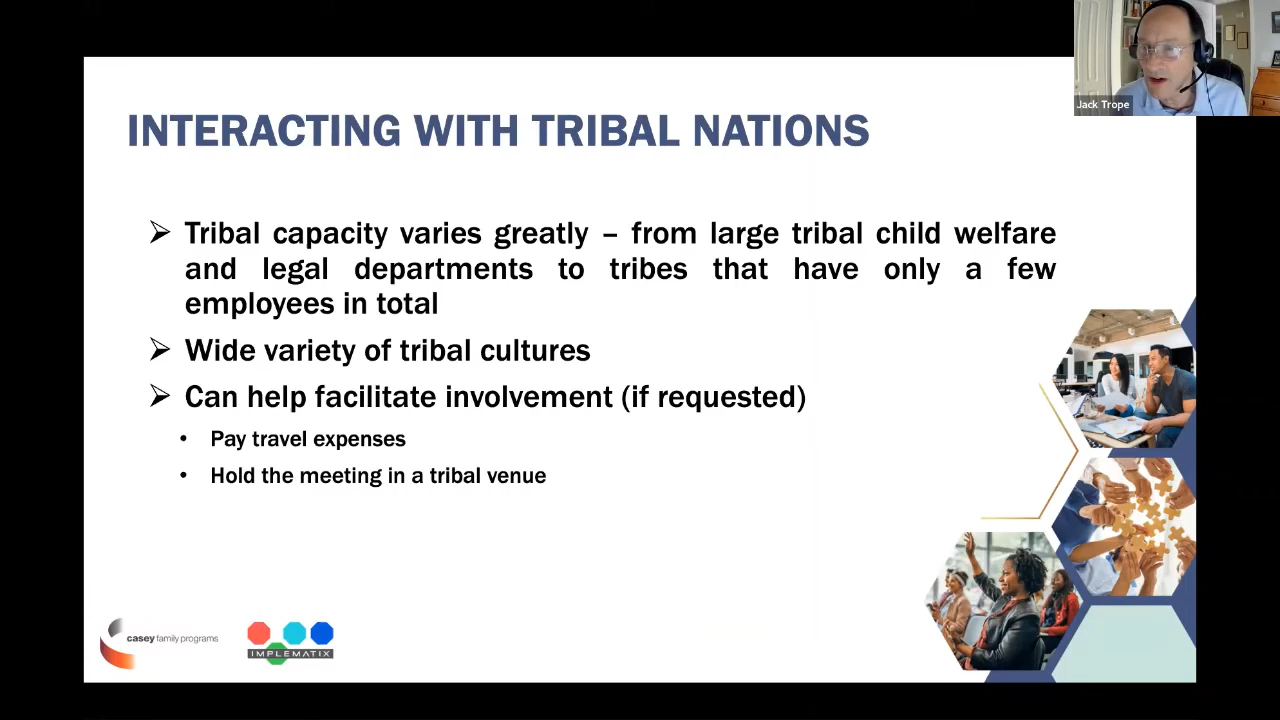 Jack Trope
INTERACTING WITH TRIBAL NATIONS
Tribal capacity varies greatly – from large tribal child welfare
and legal departments to tribes that have only a few
employees in total
Wide variety of tribal cultures
Can help facilitate involvement (if requested)
• Pay travel expenses
• Hold the meeting in a tribal venue
casey family programs
IMPLEMATIX